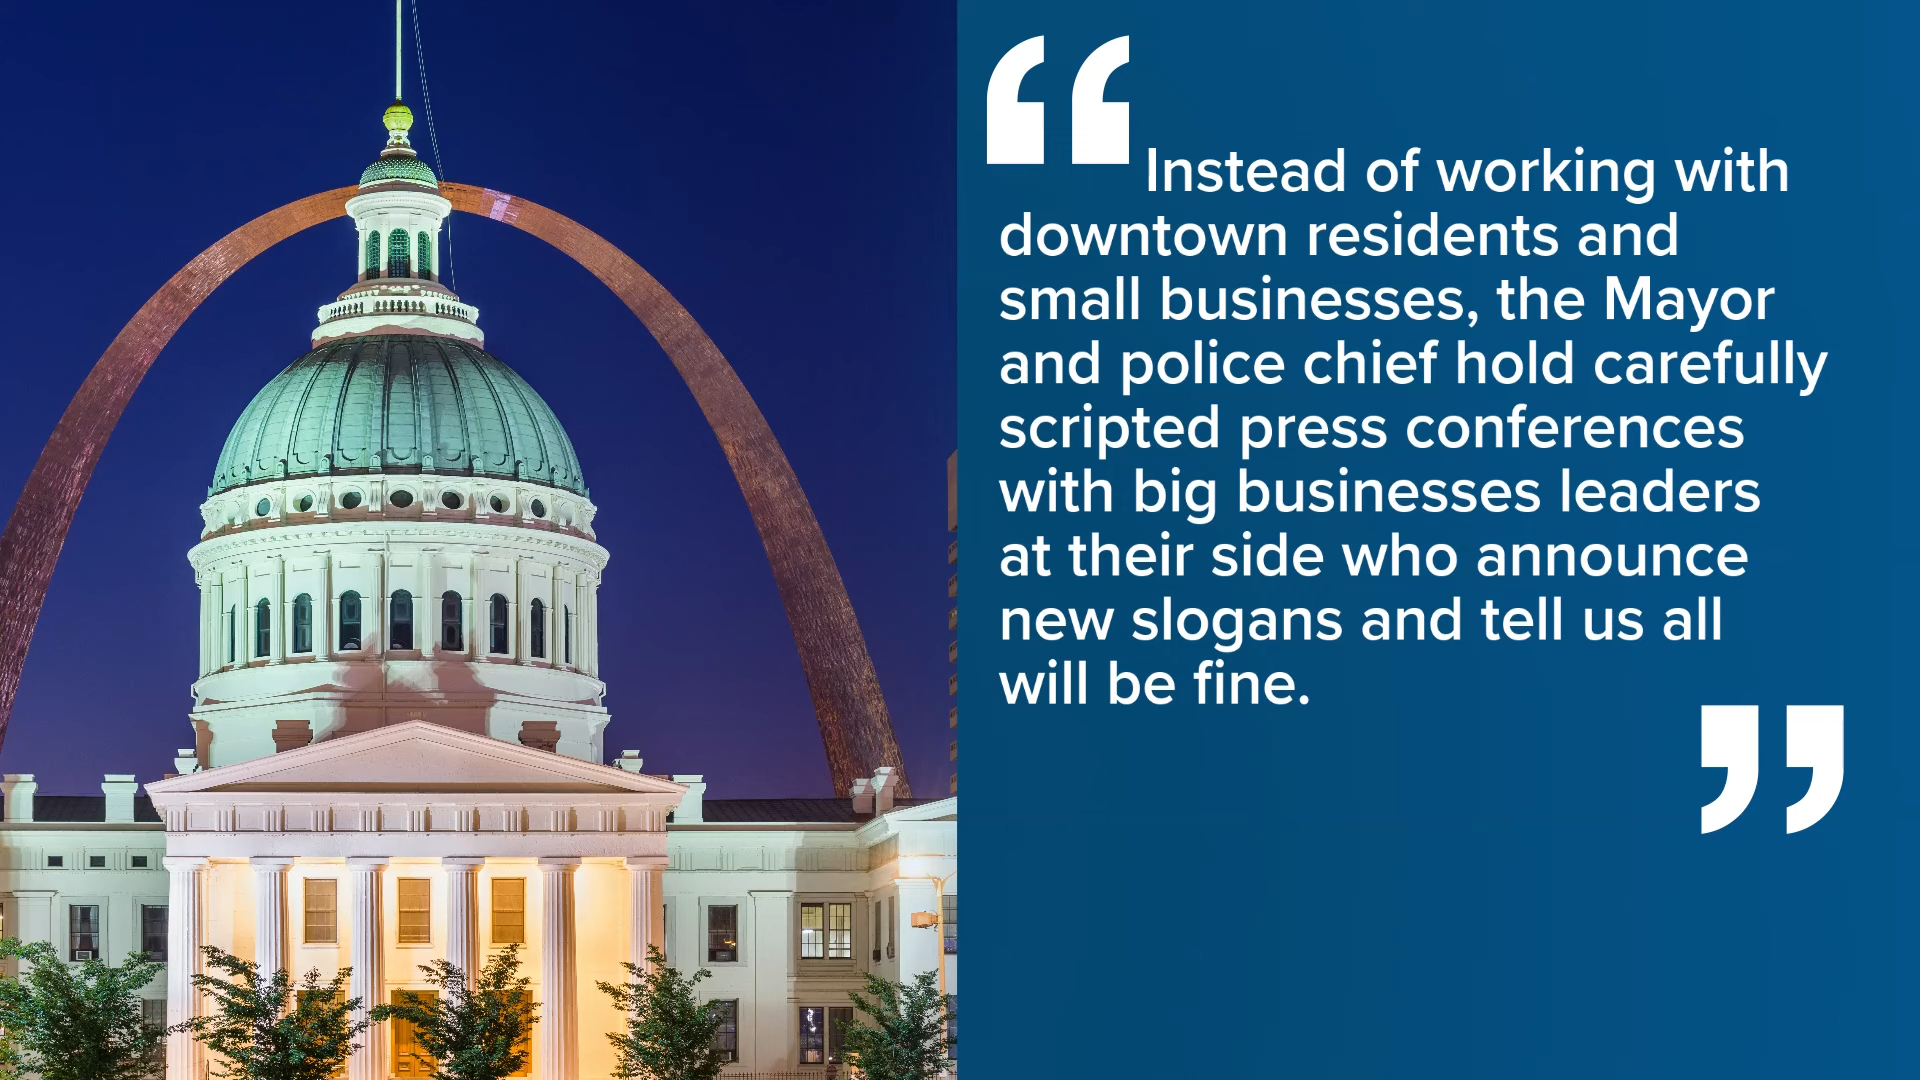 “ Instead of working with
downtown residents and
small businesses, the Mayor
and police chief hold carefully
scripted press conferences
with big businesses leaders
at their side who announce
new slogans and tell us all
will be fine.
”